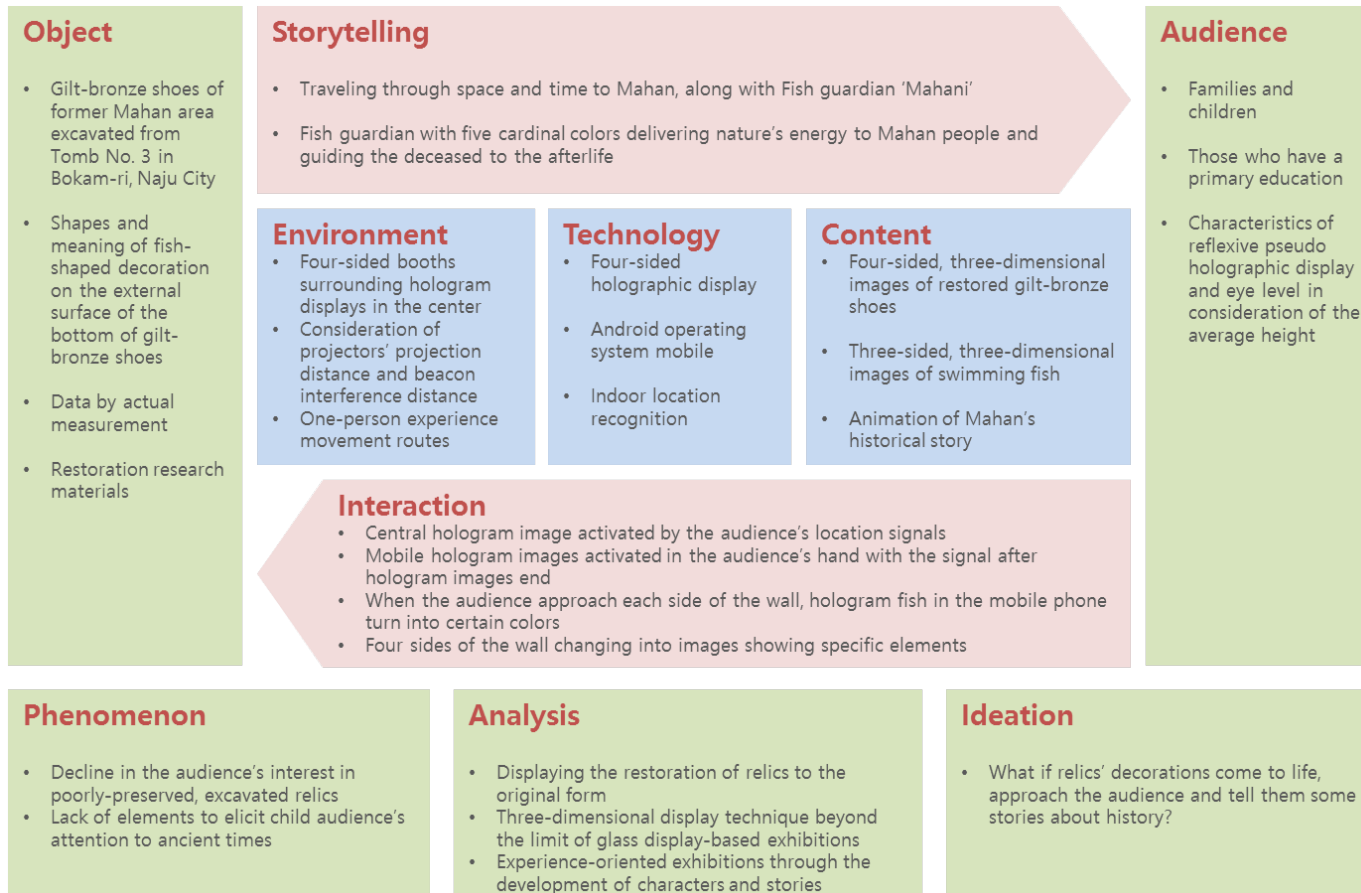 Object
• Gilt-bronze shoes of
former Mahan area
excavated from
Tomb No. 3 in
Bokam-ri, Naju City
• Shapes and
meaning of fish-
shaped decoration
on the external
surface of the
bottom of gilt-
bronze shoes
• Data by actual
measurement
• Restoration research
materials
Storytelling
• Traveling through space and time to Mahan, along with Fish guardian ‘Mahani’
• Fish guardian with five cardinal colors delivering nature’s energy to Mahan people and
guiding the deceased to the afterlife
Environment
• Four-sided booths
surrounding hologram
displays in the center
• Consideration of
projectors’ projection
distance and beacon
interference distance
• One-person experience
movement routes
Technology
• Four-sided
holographic display
• Android operating
system mobile
• Indoor location
recognition
Content
• Four-sided, three-dimensional
images of restored gilt-bronze
shoes
• Three-sided, three-dimensional
images of swimming fish
• Animation of Mahan’s
historical story
Interaction
• Central hologram image activated by the audience’s location signals
• Mobile hologram images activated in the audience’s hand with the signal after
hologram images end
• When the audience approach each side of the wall, hologram fish in the mobile phone
turn into certain colors
• Four sides of the wall changing into images showing specific elements
Audience
• Families and
children
• Those who have a
primary education
• Characteristics of
reflexive pseudo
holographic display
and eye level in
consideration of the
average height
Phenomenon
• Decline in the audience’s interest in
poorly-preserved, excavated relics
• Lack of elements to elicit child audience’s
attention to ancient times
Analysis
• Displaying the restoration of relics to the
original form
• Three-dimensional display technique beyond
the limit of glass display-based exhibitions
• Experience-oriented exhibitions through the
development of characters and stories
Ideation
• What if relics’ decorations come to life,
approach the audience and tell them some
stories about history?